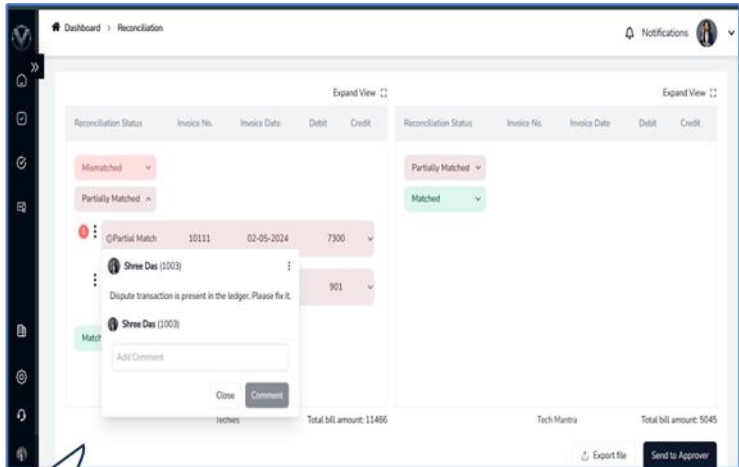 Dashboard > Reconciliation
Notifications
Expand View
Reconciliation Status Invoice No. Invoice Date Debit Credit
Mismatched
Partially Matched
Partial Match 10111 02-05-2024 7300
Shree Das (1003)
Dispute transaction is present in the ledger. Please fix it.
901
Shree Das (1003)
Match
Add Comment
Close Comment
Techies Total bill amount: 11466
Expand View
Reconciliation Status Invoice No. Invoice Date Debit Credit
Partially Matched
Matched
Tech Mantra Total bill amount: 5045
Export file Send to Approver